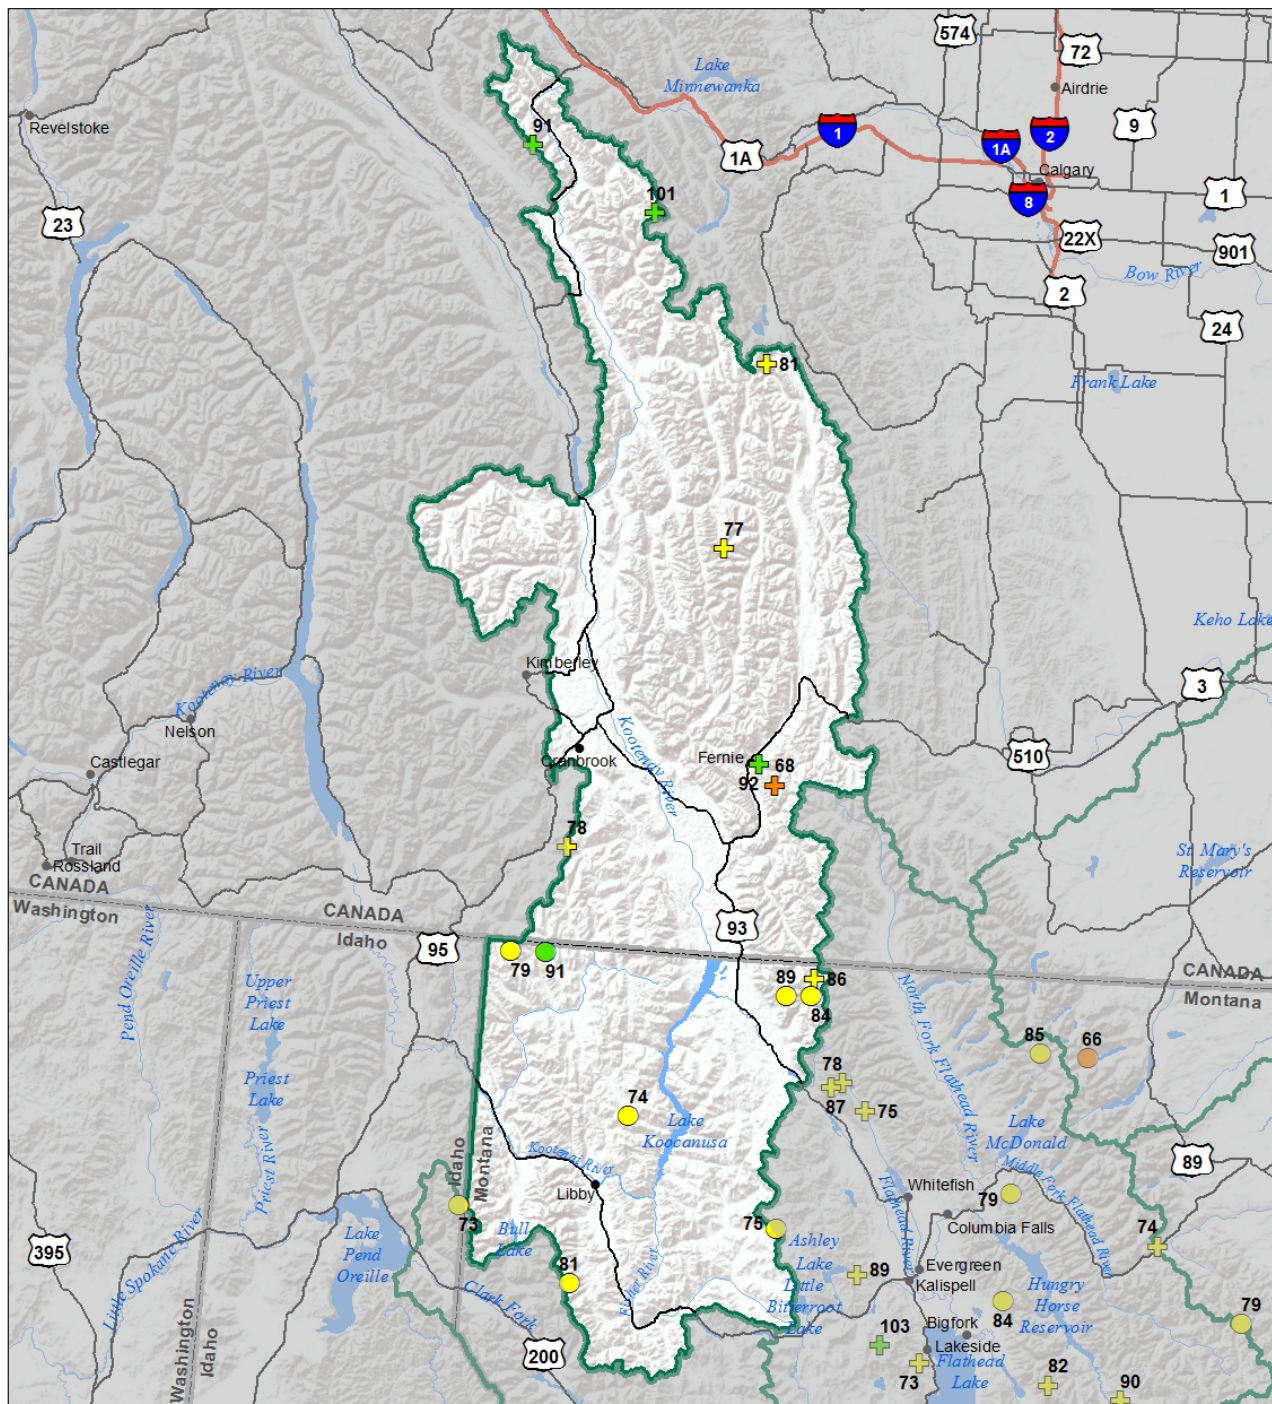 574
72
Lake
Minnewanka
Airdrie
Revelstoke
91
1
1A
2
9
1A
Calgary
101
8
1
23
22X
901
Bow River
2
24
81
Frank Lake
77
Keho Lake
Kimberley
3
Kootenay River
Nelson
Kootenay River
Cranbrook
Fernie
68
92
510
Castlegar
78
Trail
Rossland
St. Mary's
Reservoir
CANADA
Washington
CANADA
Idaho
93
95
79
91
89
86
84
CANADA
Montana
Pend Oreille River
Upper
Priest
Lake
North Fork Flathead River
85
66
Priest
Lake
78
87
75
74
Lake
Koocanusa
Lake
McDonald
Priest River
Idaho
Montana
Kootenai River
Middle Fork Flathead River
89
Libby
Flathead River
Whitefish
79
73
Bull
Lake
75
Columbia Falls
74
395
Little Spokane River
Lake
Pend
Oreille
Ashley
Lake
Little
Bitterroot
Lake
Evergreen
Kalispell
89
81
Fisher River
Clark Fork
Hungry
Horse
Reservoir
84
79
Washington
Idaho
200
103
Bigfork
Lakeside
73
Flathead
Lake
82
90